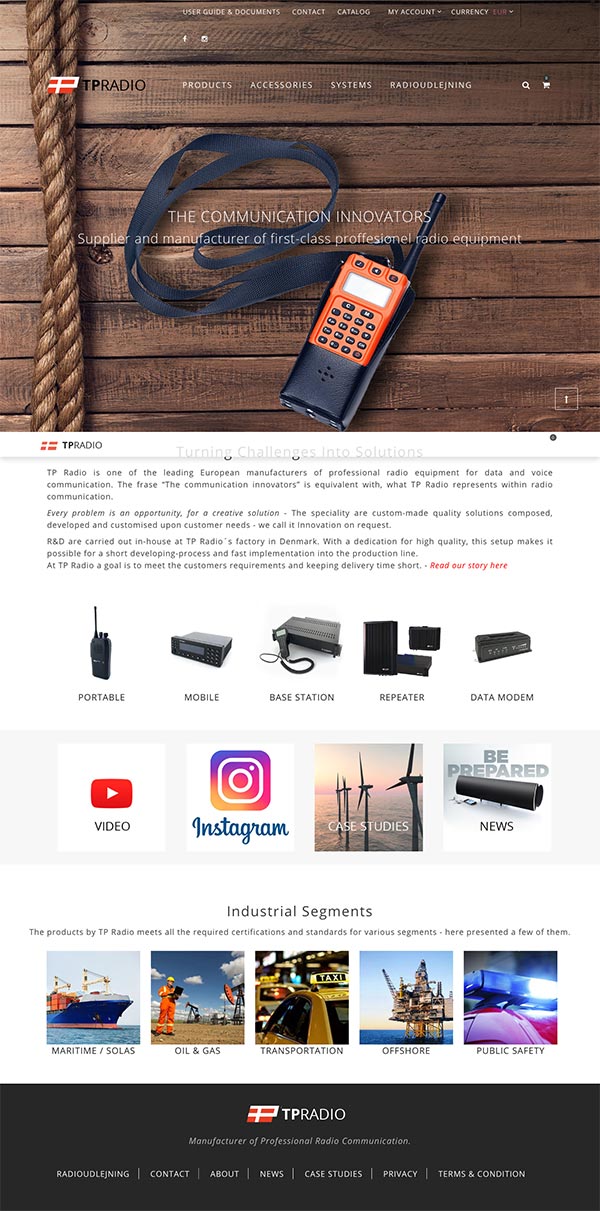 USER GUIDE & DOCUMENTS CONTACT CATALOG MY ACCOUNT CURRENCY EUR
TPRADIO
PRODUCTS ACCESSORIES SYSTEMS RADIOUDLEJNING
THE COMMUNICATION INNOVATORS
Supplier and manufacturer of first-class proffesionel radio equipment
TPRADIO
Turning Challenges Into Solutions
TP Radio is one of the leading European manufacturers of professional radio equipment for data and voice
communication. The frase “The communication innovators” is equivalent with, what TP Radio represents within radio
communication.
Every problem is an opportunity, for a creative solution - The speciality are custom-made quality solutions composed,
developed and customised upon customer needs - we call it Innovation on request.
R&D are carried out in-house at TP Radio´s factory in Denmark. With a dedication for high quality, this setup makes it
possible for a short developing-process and fast implementation into the production line.
At TP Radio a goal is to meet the customers requirements and keeping delivery time short. - Read our story here
PORTABLE
MOBILE
BASE STATION
REPEATER
DATA MODEM
VIDEO
Instagram
CASE STUDIES
BE
PREPARED
NEWS
Industrial Segments
The products by TP Radio meets all the required certifications and standards for various segments - here presented a few of them.
TAXI
MARITIME / SOLAS
OIL & GAS
TRANSPORTATION
OFFSHORE
PUBLIC SAFETY
TPRADIO
Manufacturer of Professional Radio Communication.
RADIOUDLEJNING CONTACT ABOUT NEWS CASE STUDIES PRIVACY TERMS & CONDITION